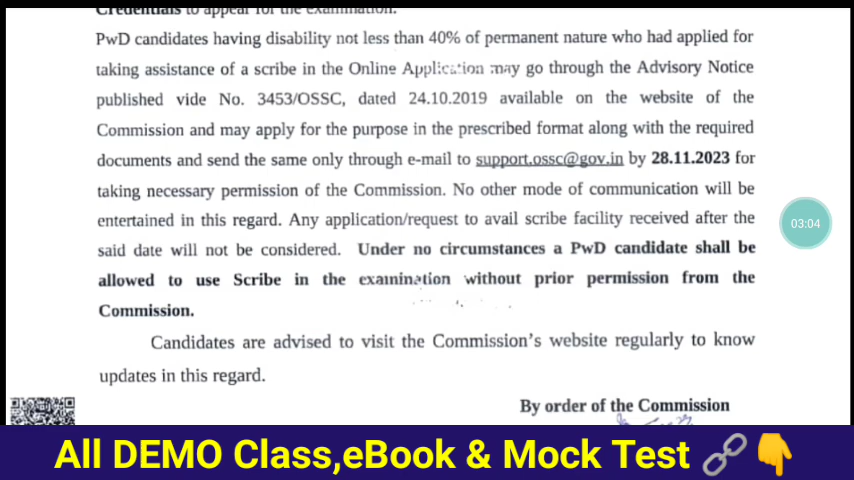 Credentials to appear for the examination.
PwD candidates having disability not less than 40% of permanent nature who had applied for
taking assistance of a scribe in the Online Application may go through the Advisory Notice
published vide No. 3453/OSSC, dated 24.10.2019 available on the website of the
Commission and may apply for the purpose in the prescribed format along with the required
documents and send the same only through e-mail to support.ossc@gov.in by 28.11.2023 for
taking necessary permission of the Commission. No other mode of communication will be
entertained in this regard. Any application/request to avail scribe facility received after the
said date will not be considered. Under no circumstances a PwD candidate shall be
allowed to use Scribe in the examination without prior permission from the
Commission.
03:04
Candidates are advised to visit the Commission's website regularly to know
updates in this regard.
By order of the Commission
All DEMO Class,eBook & Mock Test